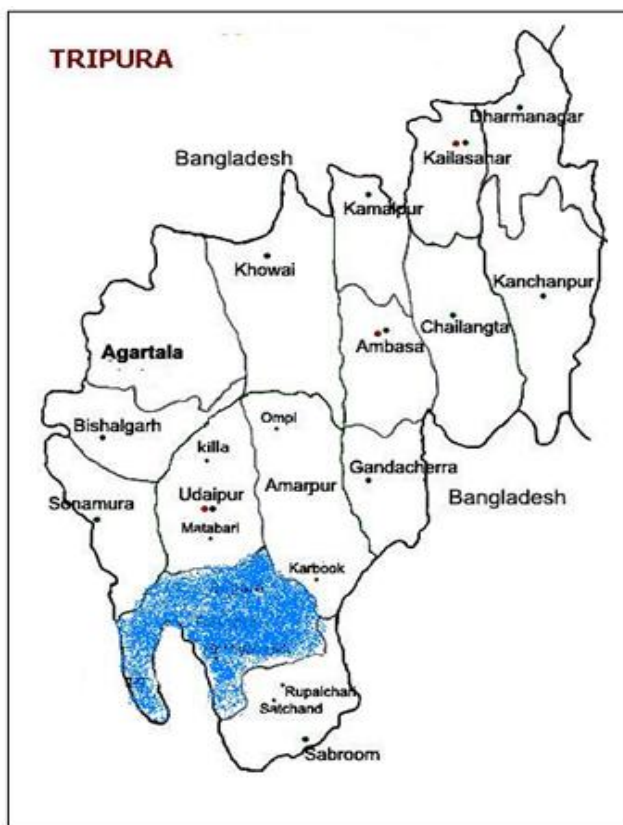 TRIPURA
Dharmanagar
Bangladesh
Kailasahar
Kamalpur
Khowai
Kanchanpur
Chailangta
Ambasa
Agartala
Ompi
Bishalgarh
killa
Gandacherra
Amarpur
Udaipur
Sonamura
Bangladesh
Matabari
Karbook
Rupaichari
Satchand
Sabroom